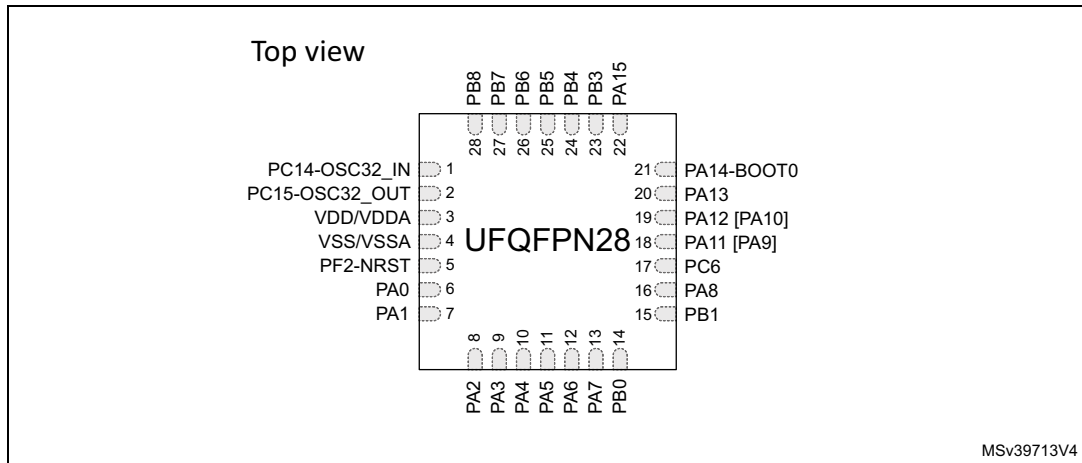 Top view
PB8
PB7
PB6
PB5
PB4
PB3
PA15
28
27
26
25
24
23
22
PC14-OSC32_IN 1
PC15-OSC32_OUT 2
VDD/VDDA 3
VSS/VSSA 4
PF2-NRST 5
PA0 6
PA1 7
UFQFPN28
21 PA14-BOOT0
20 PA13
19 PA12 [PA10]
18 PA11 [PA9]
17 PC6
16 PA8
15 PB1
8
9
10
11
12
13
14
PA2
PA3
PA4
PA5
PA6
PA7
PB0
MSv39713V4